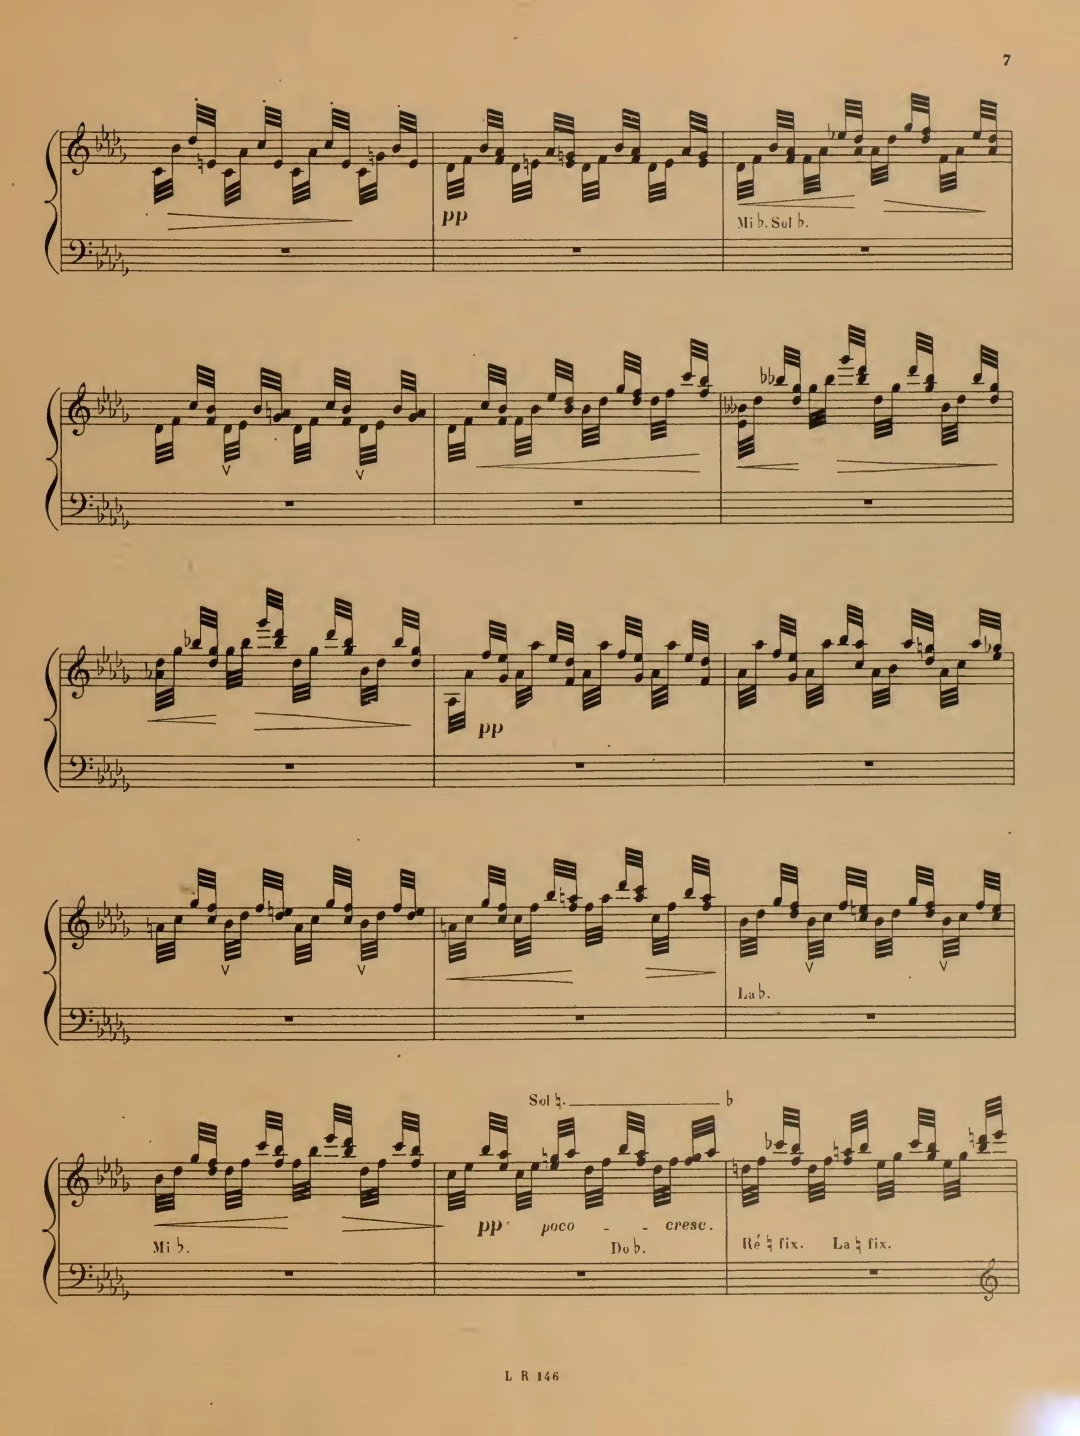 7
pp
Mi♭. Sol♭.
pp
La♭.
Sol♮. ♭
pp poco - - cresc.
Mi♭. Do♭. Ré♮ fix. La♮ fix.
L R 146